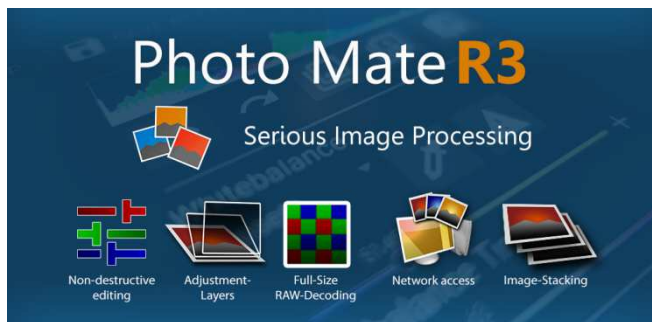 Photo Mate R3
Serious Image Processing
Whitebalance
Non-destructive
editing
Adjustment-
Layers
Full-Size
RAW-Decoding
Network access
Image-Stacking